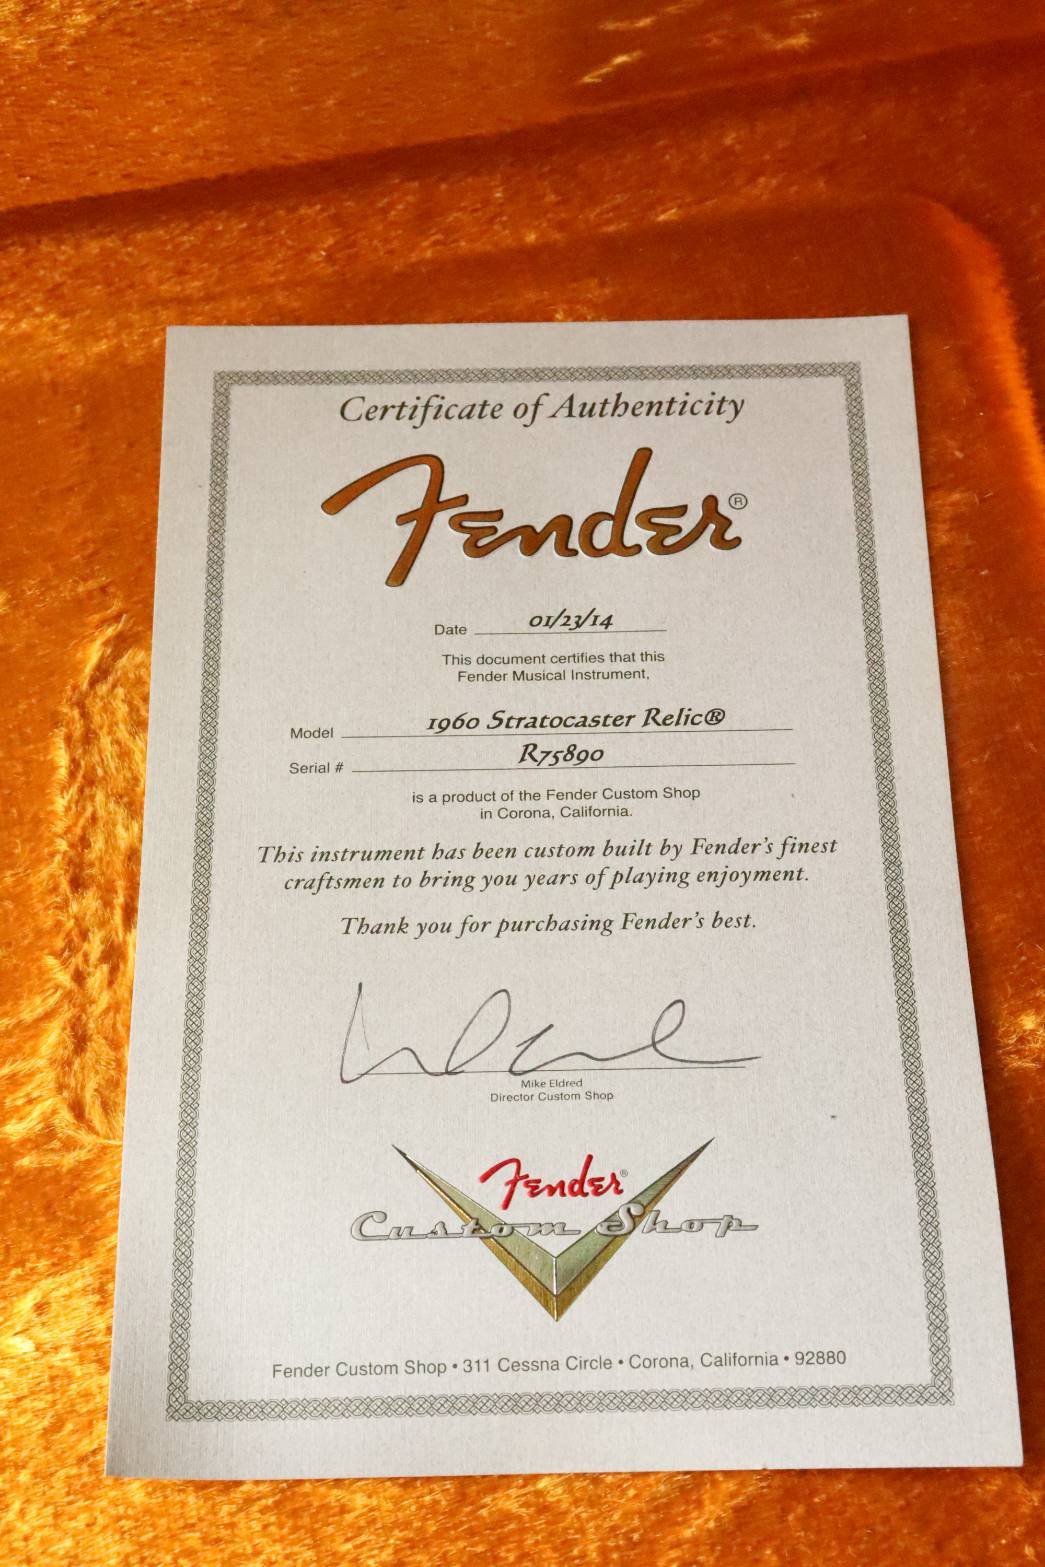 Certificate of Authenticity
Fender®
Date 01/23/14
This document certifies that this
Fender Musical Instrument,
Model 1960 Stratocaster Relic®
Serial # R75890
is a product of the Fender Custom Shop
in Corona, California.
This instrument has been custom built by Fender's finest
craftsmen to bring you years of playing enjoyment.
Thank you for purchasing Fender's best.
Mike Eldred
Director Custom Shop
Fender®
Custom Shop
Fender Custom Shop • 311 Cessna Circle • Corona, California • 92880